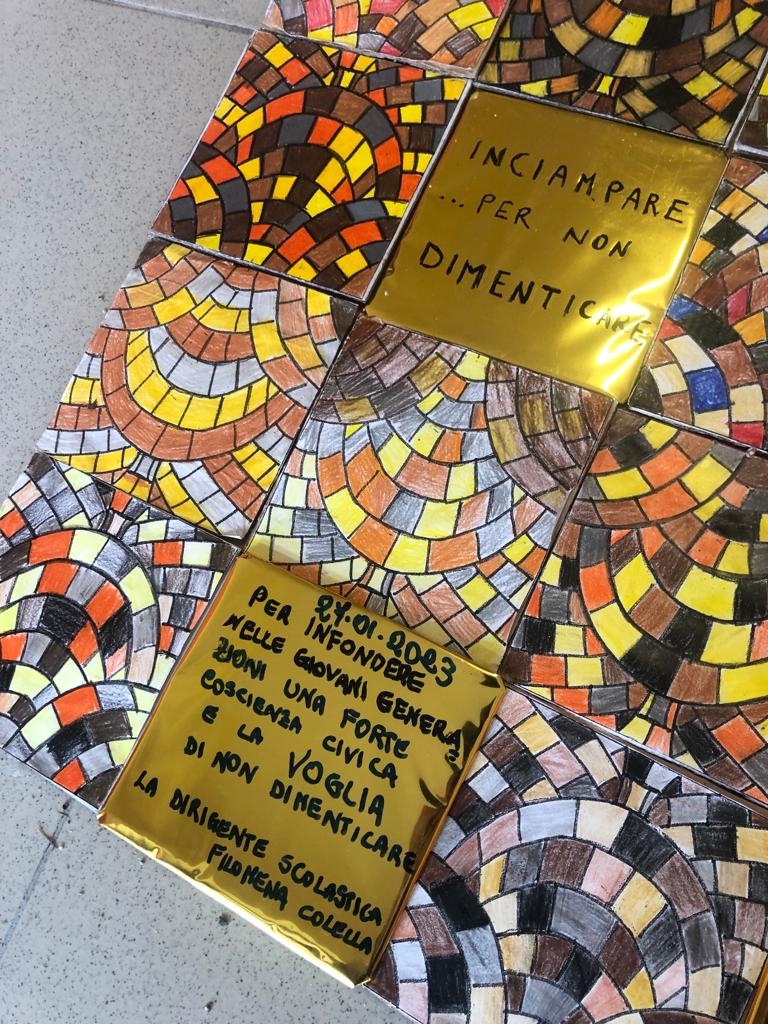 INCIAMPARE
...PER NON
DIMENTICARE
27.01.2023
PER INFONDERE
NELLE GIOVANI GENERA
ZIONI UNA FORTE
COSCIENZA CIVICA
E LA VOGLIA
DI NON DIMENTICARE
LA DIRIGENTE SCOLASTICA
FILOMENA COLELLA